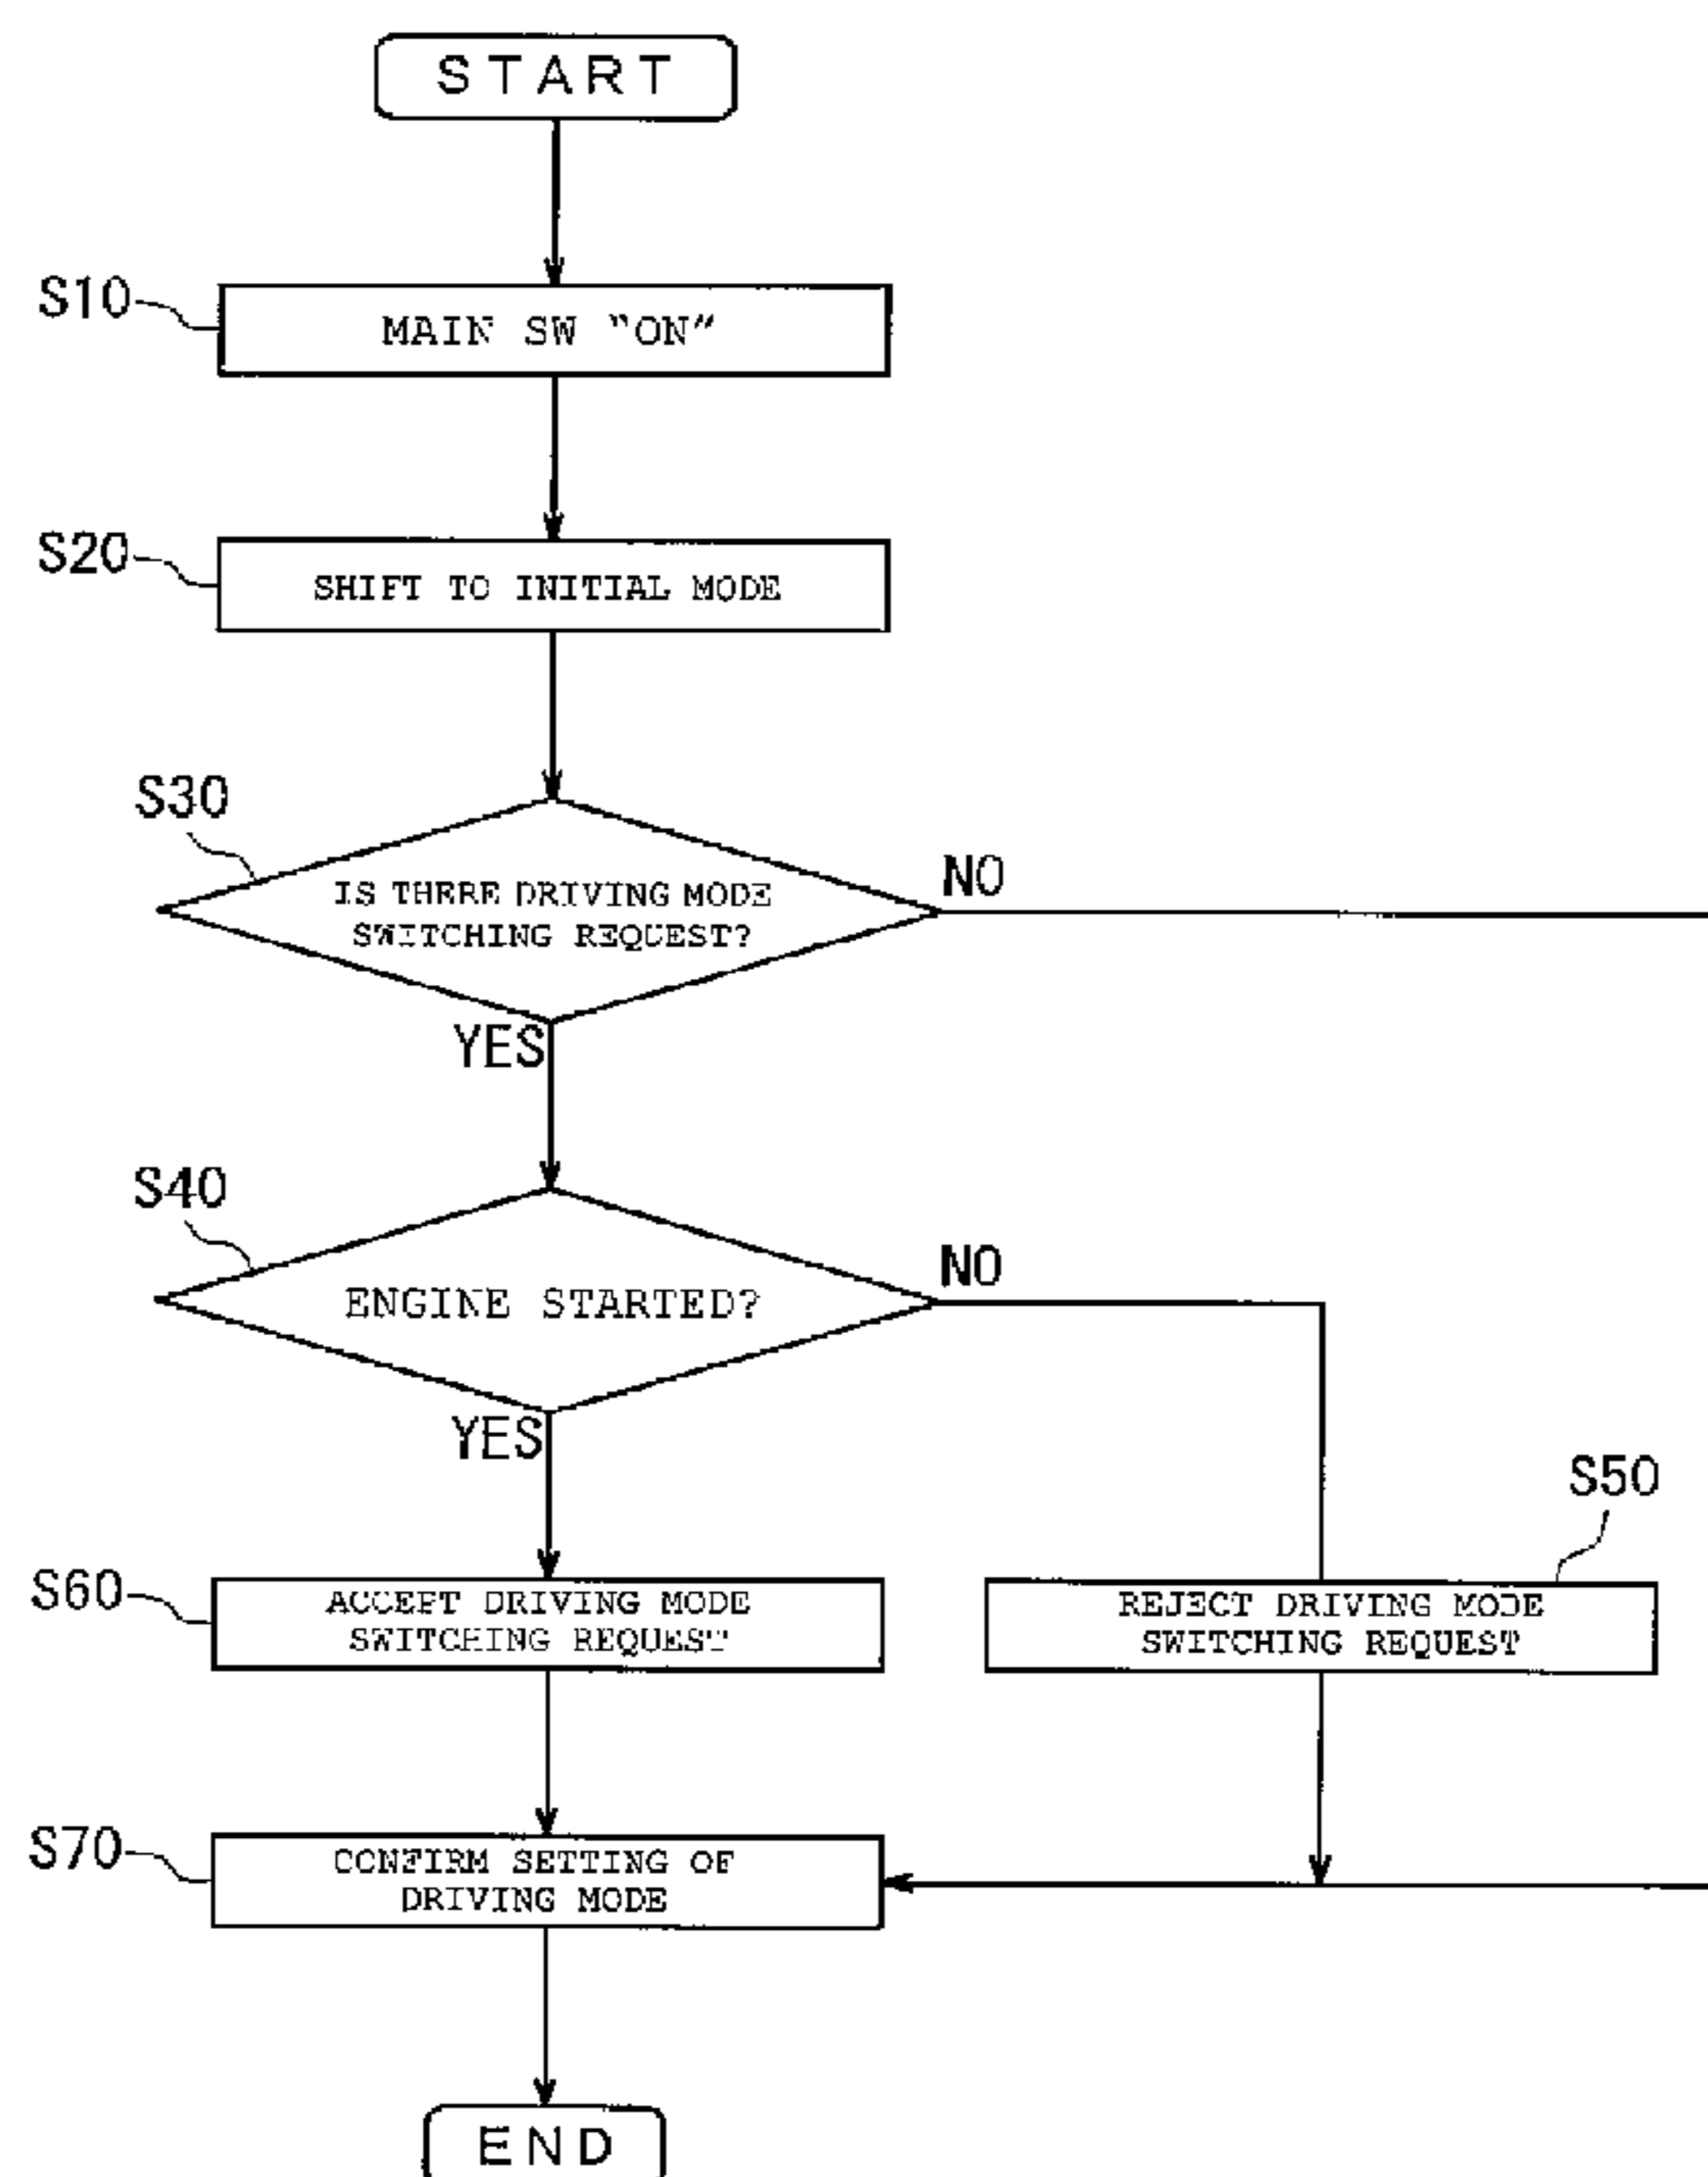 START
S10
MAIN SW "ON"
S20
SHIFT TO INITIAL MODE
S30
IS THERE DRIVING MODE
SWITCHING REQUEST?
NO
YES
S40
ENGINE STARTED?
NO
YES
S50
S60
ACCEPT DRIVING MODE
SWITCHING REQUEST
REJECT DRIVING MODE
SWITCHING REQUEST
S70
CONFIRM SETTING OF
DRIVING MODE
END